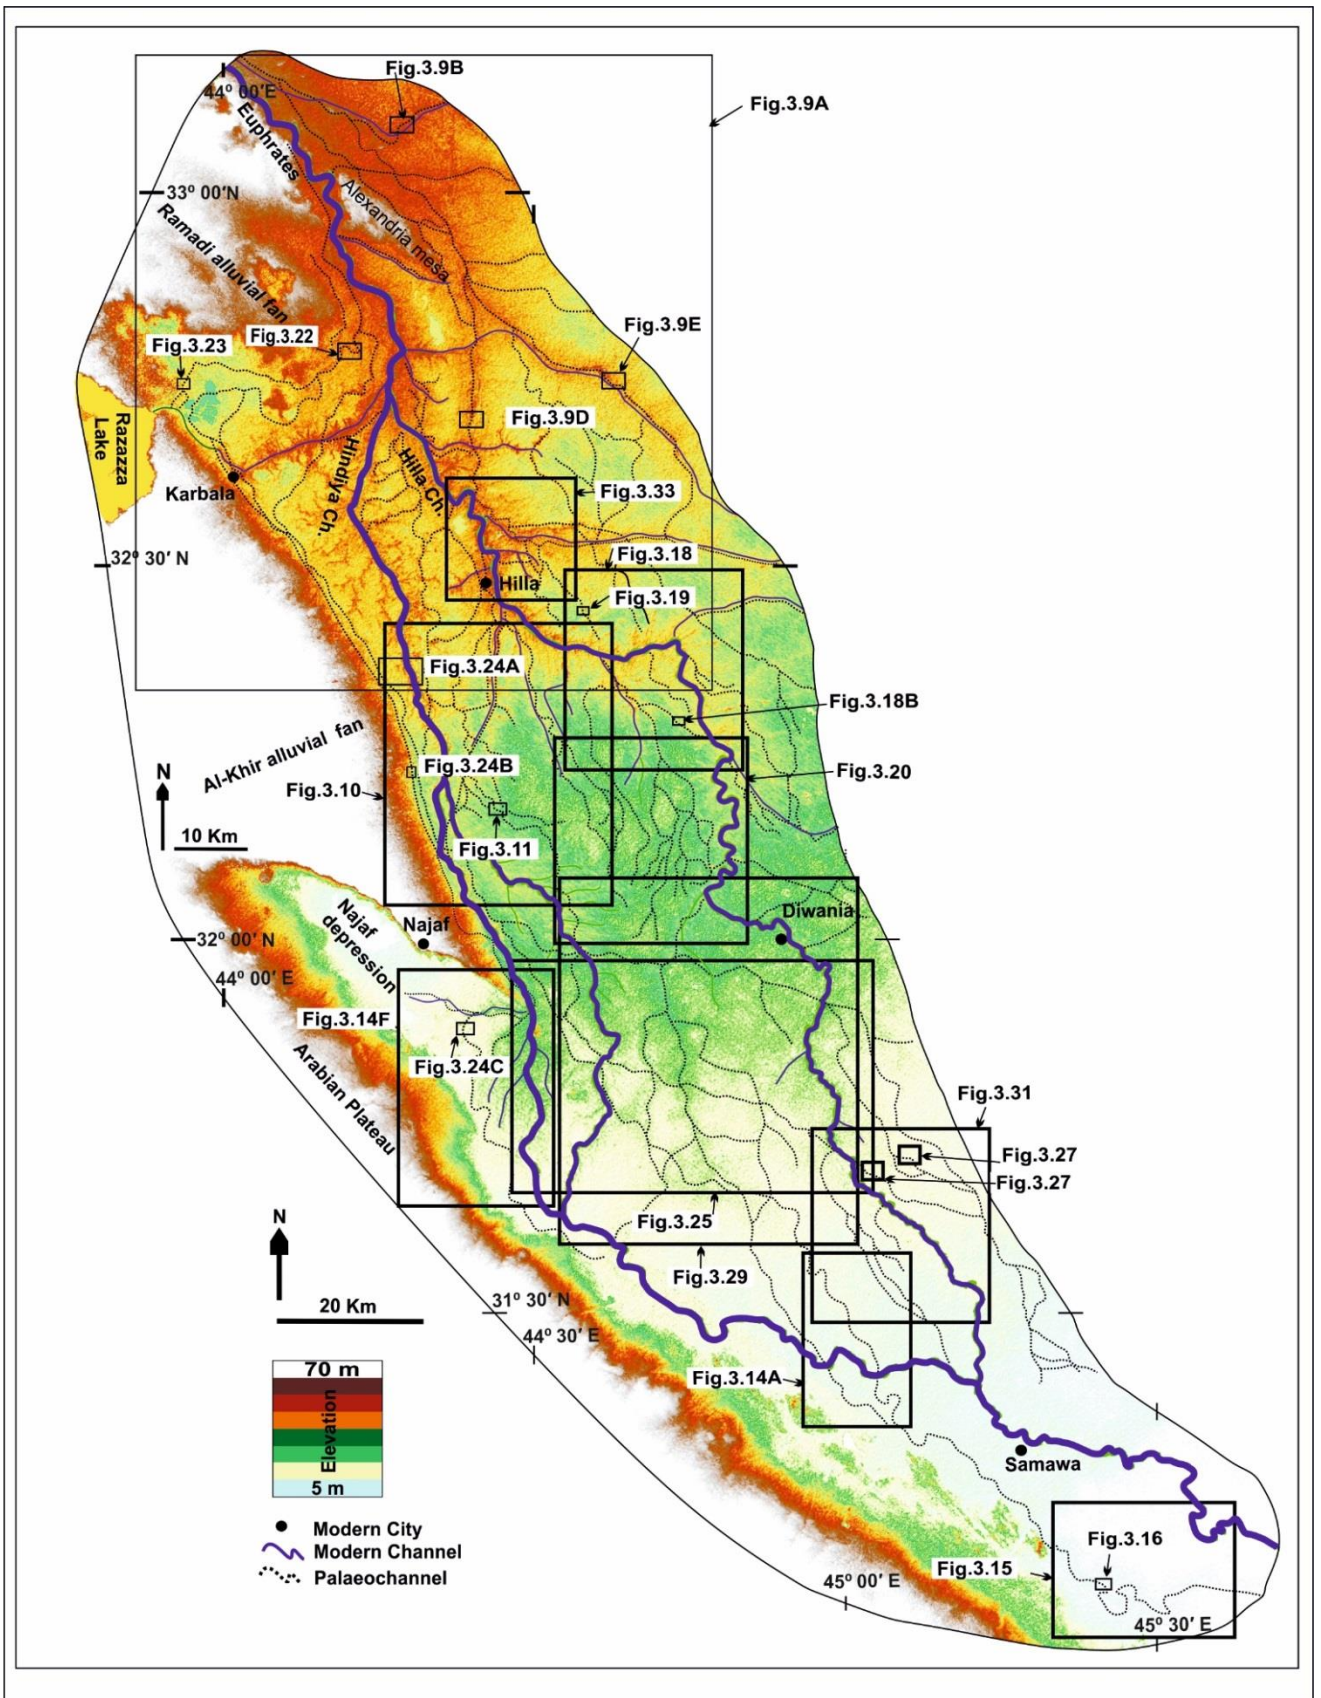 Fig.3.9B
44° 00'E
Fig.3.9A
Euphrates
33° 00'N
Alexandria mesa
Ramadi alluvial fan
Fig.3.9E
Fig.3.22
Fig.3.23
Fig.3.9D
Razazza
Lake
Hindiya Ch.
Hilla Ch.
Karbala
Fig.3.33
32° 30' N
Fig.3.18
Hilla
Fig.3.19
Fig.3.24A
Fig.3.18B
Al-Khir alluvial fan
N
Fig.3.24B
Fig.3.20
Fig.3.10
10 Km
Fig.3.11
Najaf
depression
Najaf
Diwania
32° 00' N
44° 00' E
Fig.3.14F
Fig.3.24C
Arabian Plateau
Fig.3.31
Fig.3.27
Fig.3.27
N
Fig.3.25
Fig.3.29
20 Km
31° 30' N
44° 30' E
70 m
Elevation
5 m
Fig.3.14A
Samawa
Modern City
Modern Channel
Palaeochannel
Fig.3.16
Fig.3.15
45° 00' E
45° 30' E